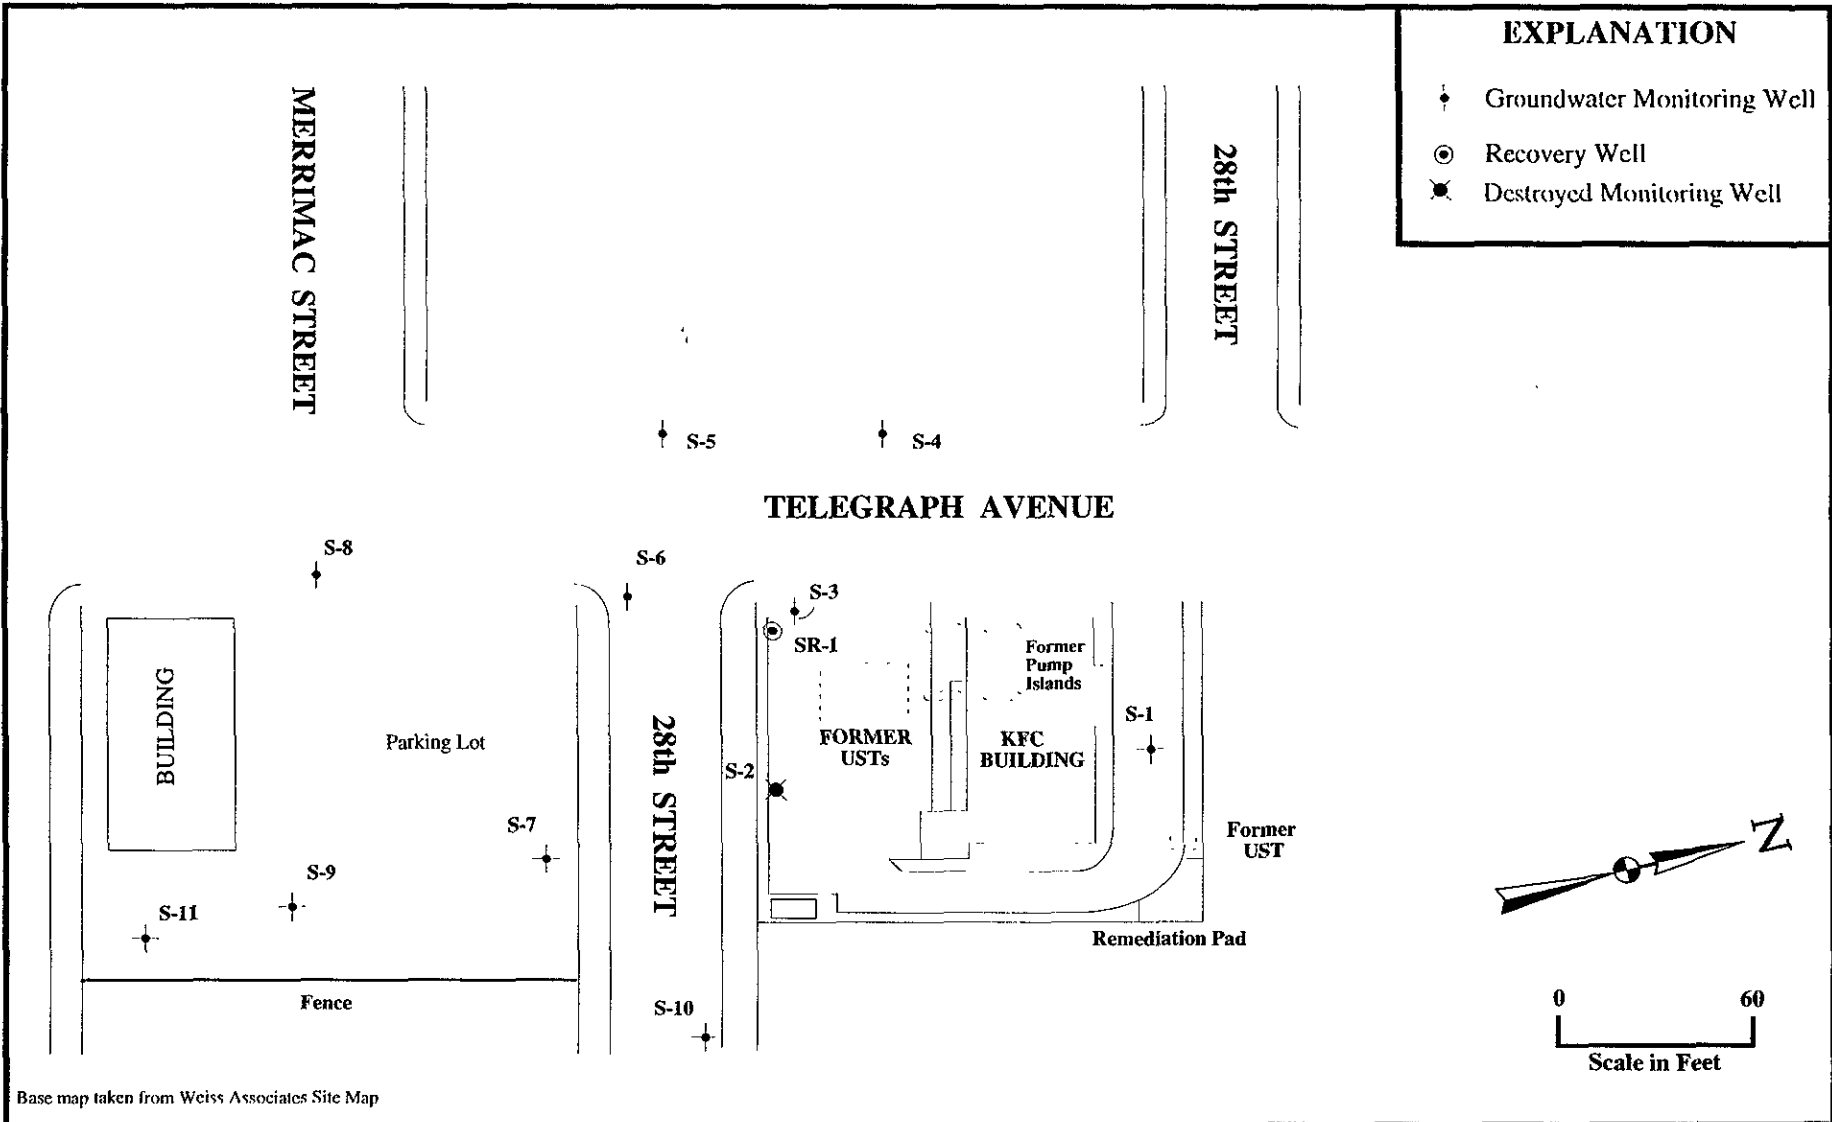 EXPLANATION
Groundwater Monitoring Well
Recovery Well
Destroyed Monitoring Well
MERRIMAC STREET
28th STREET
S-5
S-4
TELEGRAPH AVENUE
S-8
S-6
S-3
SR-1
Former
Pump
Islands
BUILDING
Parking Lot
28th STREET
S-2
FORMER
USTs
KFC
BUILDING
S-1
S-7
Former
UST
N
S-9
S-11
Remediation Pad
Fence
S-10
0 60
Scale in Feet
Base map taken from Weiss Associates Site Map